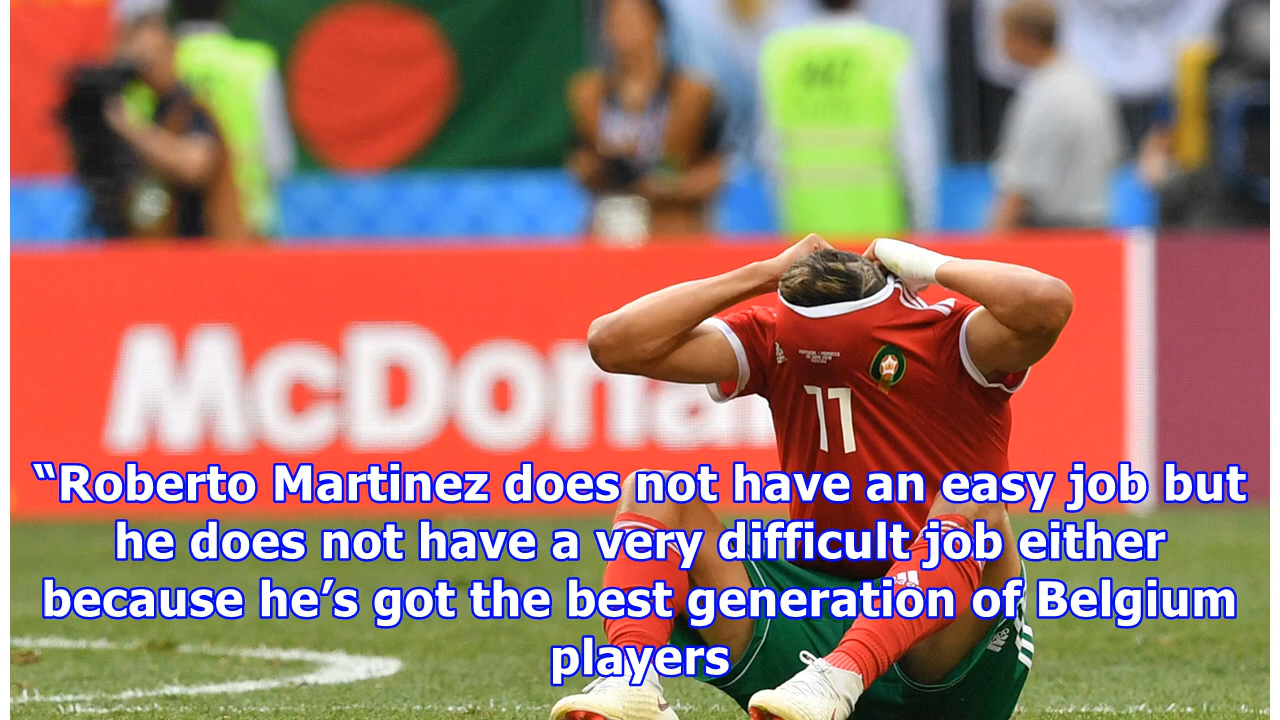 McDona
11
“Roberto Martinez does not have an easy job but
he does not have a very difficult job either
because he’s got the best generation of Belgium
players